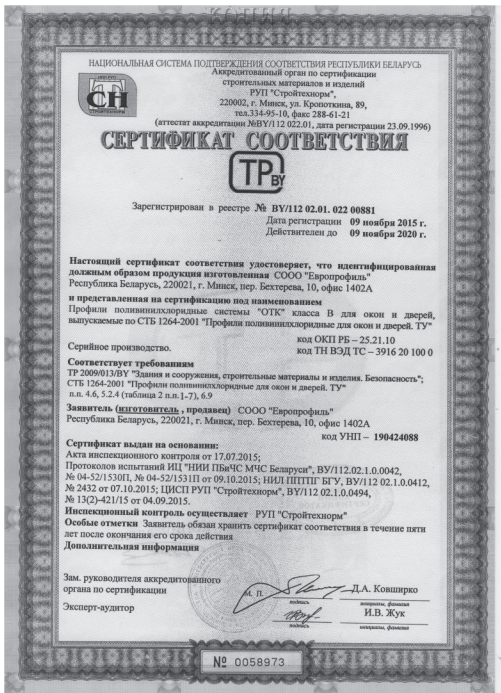 КОПИЯ
НАЦИОНАЛЬНАЯ СИСТЕМА ПОДТВЕРЖДЕНИЯ СООТВЕТСТВИЯ РЕСПУБЛИКИ БЕЛАРУСЬ
Аккредитованный орган по сертификации
строительных материалов и изделий
РУП "Стройтехнорм",
220002, г. Минск, ул. Кропоткина, 89,
тел.334-95-10, факс 288-61-21
(аттестат аккредитации №BY/112 022.01, дата регистрации 23.09.1996)
СН
СТРОЙТЕХНОРМ
СЕРТИФИКАТ СООТВЕТСТВИЯ
ТР BY
Зарегистрирован в реестре № BY/112 02.01. 022 00881
Дата регистрации 09 ноября 2015 г.
Действителен до 09 ноября 2020 г.
Настоящий сертификат соответствия удостоверяет, что идентифицированная
должным образом продукция изготовленная СООО "Европрофиль"
Республика Беларусь, 220021, г. Минск, пер. Бехтерева, 10, офис 1402А
и представленная на сертификацию под наименованием
Профили поливинилхлоридные системы "ОТК" класса В для окон и дверей,
выпускаемые по СТБ 1264-2001 "Профили поливинилхлоридные для окон и дверей. ТУ"
код ОКП РБ – 25.21.10
Серийное производство. код ТН ВЭД ТС – 3916 20 100 0
Соответствует требованиям
ТР 2009/013/BY "Здания и сооружения, строительные материалы и изделия. Безопасность";
СТБ 1264-2001 "Профили поливинилхлоридные для окон и дверей. ТУ"
п.п. 4.6, 5.2.4 (таблица 2 п.п.1-7), 6.9
Заявитель (изготовитель , продавец) СООО "Европрофиль"
Республика Беларусь, 220021, г. Минск, пер. Бехтерева, 10, офис 1402А
код УНП – 190424088
Сертификат выдан на основании:
Акта инспекционного контроля от 17.07.2015;
Протоколов испытаний ИЦ "НИИ ПБиЧС МЧС Беларуси", BY/112.02.1.0.0042,
№ 04-52/1530П, № 04-52/1531П от 09.10.2015; НИЛ ППТПГ БГУ, BY/112 02.1.0.0412,
№ 2432 от 07.10.2015; ЦИСП РУП "Стройтехнорм", BY/112 02.1.0.0494,
№ 13(2)-421/15 от 04.09.2015.
Инспекционный контроль осуществляет РУП "Стройтехнорм"
Особые отметки Заявитель обязан хранить сертификат соответствия в течение пяти
лет после окончания его срока действия
Дополнительная информация
Зам. руководителя аккредитованного
органа по сертификации М. П. Д.А. Ковширко
подпись инициалы, фамилия
Эксперт-аудитор И.В. Жук
подпись инициалы, фамилия
№ 0058973